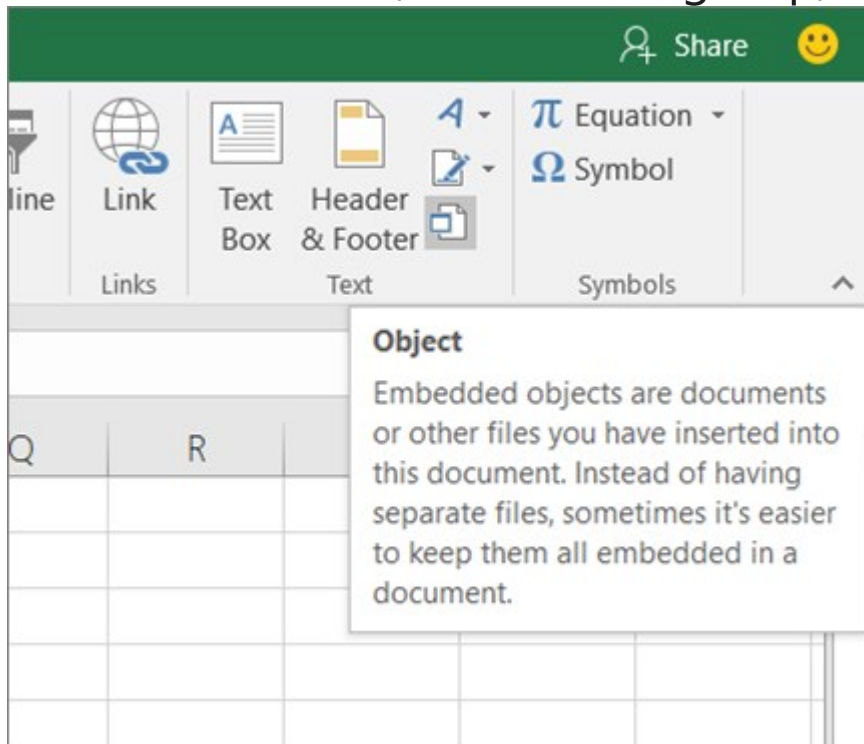 Share
Link
Text
Box
Header
& Footer
Equation
Symbol
Links
Text
Symbols
Object
Embedded objects are documents
or other files you have inserted into
this document. Instead of having
separate files, sometimes it's easier
to keep them all embedded in a
document.
Q R